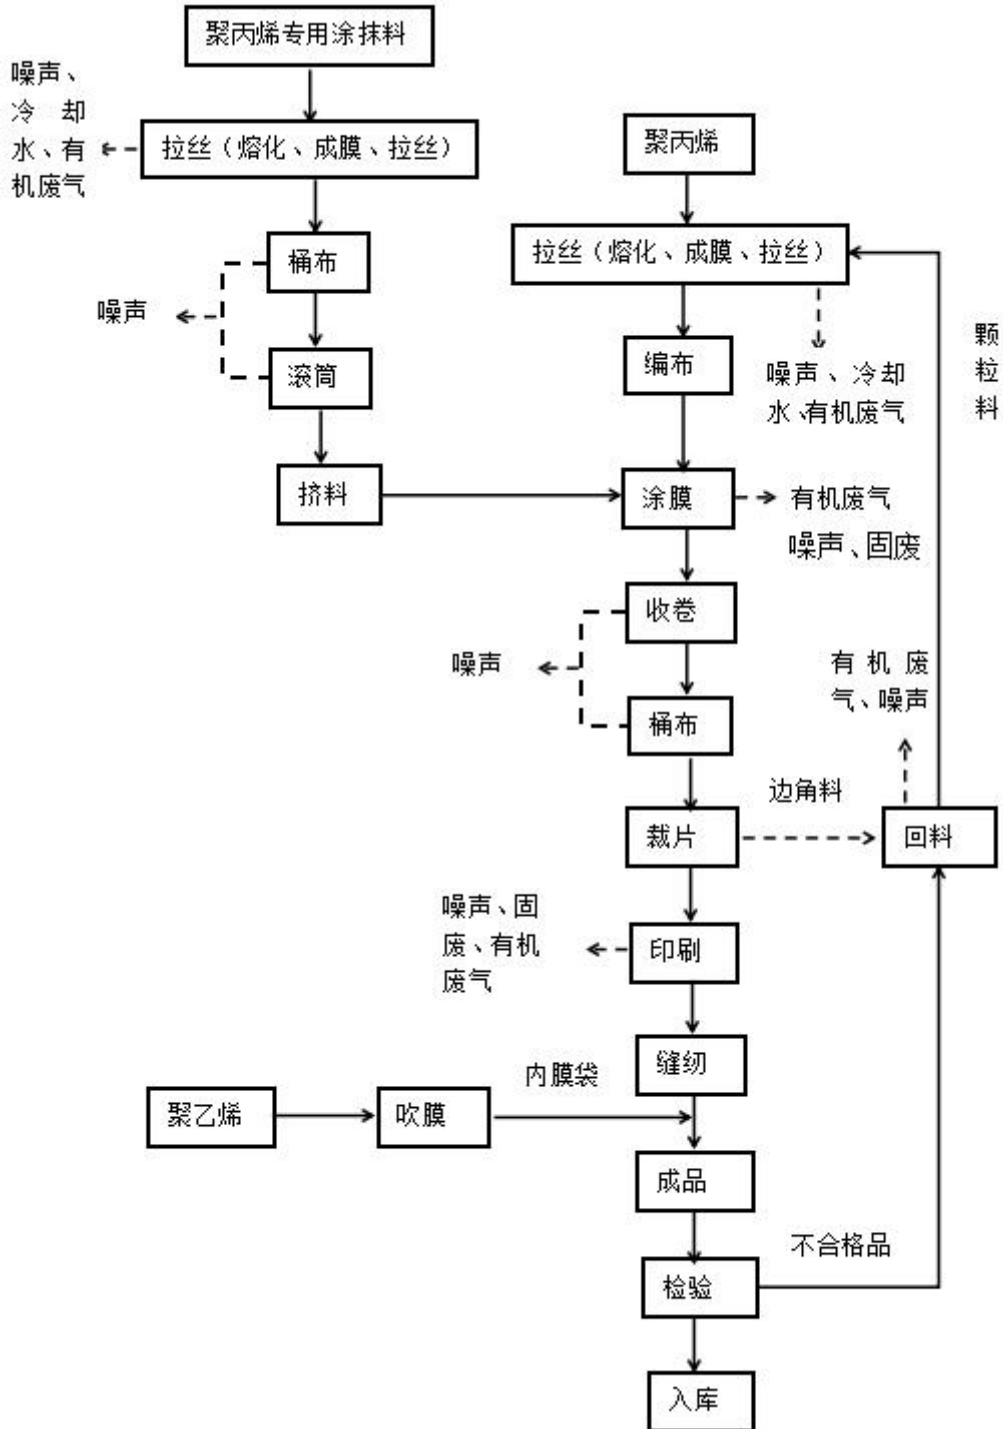 聚丙烯专用涂抹料
噪声、
冷却
水、有
机废气
拉丝（熔化、成膜、拉丝）
桶布
噪声
滚筒
挤料
聚丙烯
拉丝（熔化、成膜、拉丝）
噪声、冷却
水、有机废气
颗
粒
料
编布
涂膜
有机废气
噪声、固废
收卷
噪声
桶布
有机废
气、噪声
边角料
裁片
回料
噪声、固
废、有机
废气
印刷
缝纫
内膜袋
聚乙烯
吹膜
成品
不合格品
检验
入库